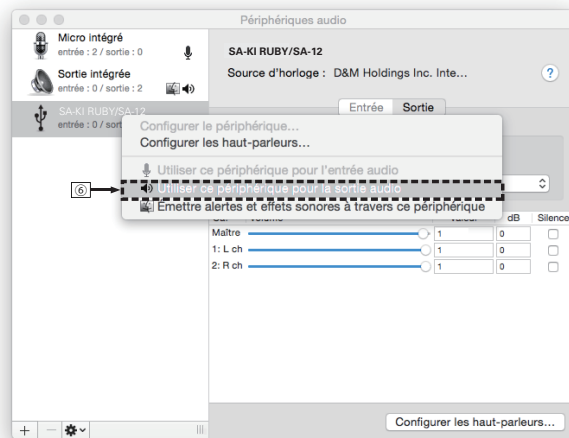 Périphériques audio
Micro intégré
entrée : 2 / sortie : 0
Sortie intégrée
entrée : 0 / sortie : 2
SA-KI RUBY/SA-12
entrée : 0 / sort
SA-KI RUBY/SA-12
Source d'horloge : D&M Holdings Inc. Inte...
?
Entrée Sortie
Configurer le périphérique...
Configurer les haut-parleurs...
Utiliser ce périphérique pour l'entrée audio
⑥ Utiliser ce périphérique pour la sortie audio
Émettre alertes et effets sonores à travers ce périphérique
dB Silence
Maître 1 0
1: L ch 1 0
2: R ch 1 0
Configurer les haut-parleurs...